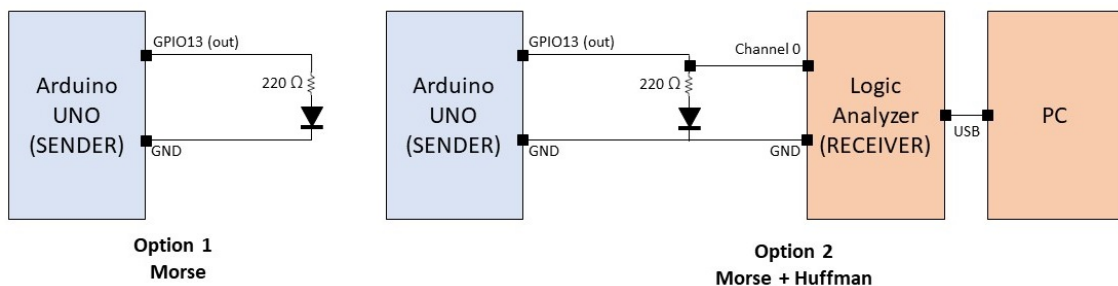 GPIO13 (out)
220 Ω
Arduino
UNO
(SENDER)
GND
Option 1
Morse
GPIO13 (out)
Channel 0
220 Ω
Arduino
UNO
(SENDER)
GND
GND
Logic
Analyzer
(RECEIVER)
USB
PC
Option 2
Morse + Huffman